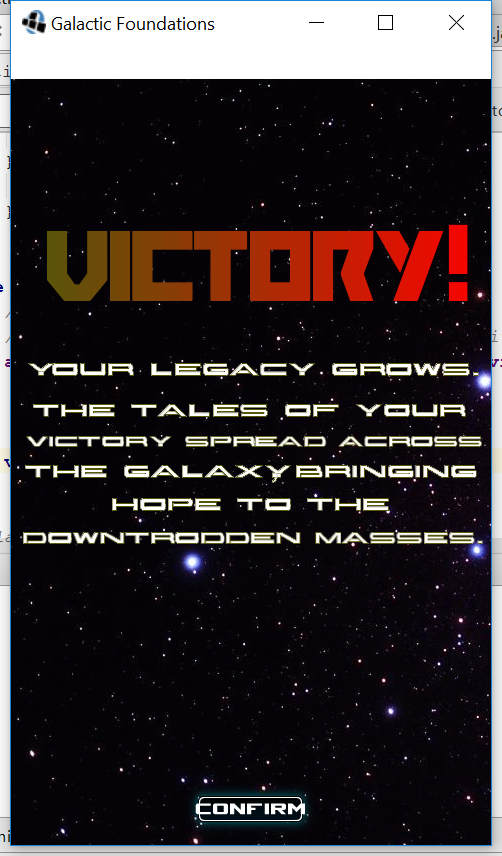 Galactic Foundations
VICTORY!
YOUR LEGACY GROWS.
THE TALES OF YOUR
VICTORY SPREAD ACROSS
THE GALAXY, BRINGING
HOPE TO THE
DOWNTRODDEN MASSES.
CONFIRM